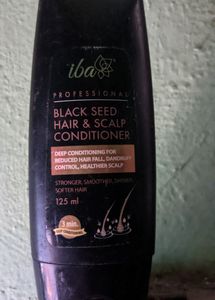 iba
PROFESSIONAL
BLACK SEED
HAIR & SCALP
CONDITIONER
DEEP CONDITIONING FOR
REDUCED HAIR FALL, DANDRUFF
CONTROL, HEALTHIER SCALP
STRONGER, SMOOTHER, SHINIER,
SOFTER HAIR
125 ml
3 min.